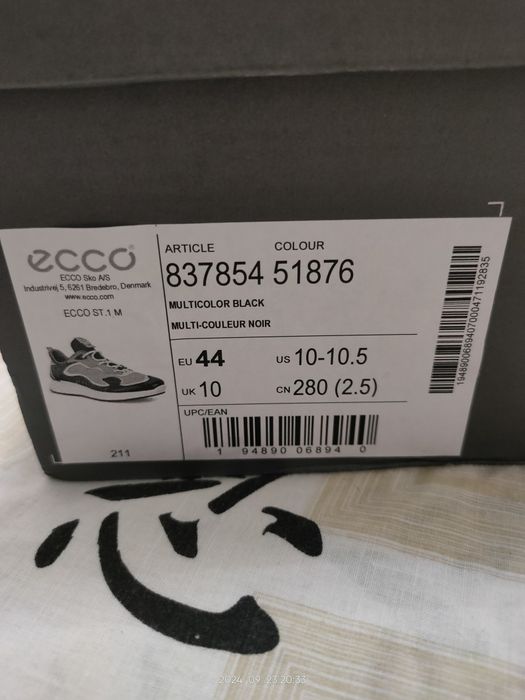 ecco
ECCO Sko A/S
Industrivej 5, 6261 Bredebro, Denmark
www.ecco.com
ECCO ST.1 M
211
ARTICLE COLOUR
837854 51876
MULTICOLOR BLACK
MULTI-COULEUR NOIR
EU 44 US 10-10.5
UK 10 CN 280 (2.5)
UPC/EAN
1 94890 06894 0
19489006894070000471192835
2024.09.23 20:33